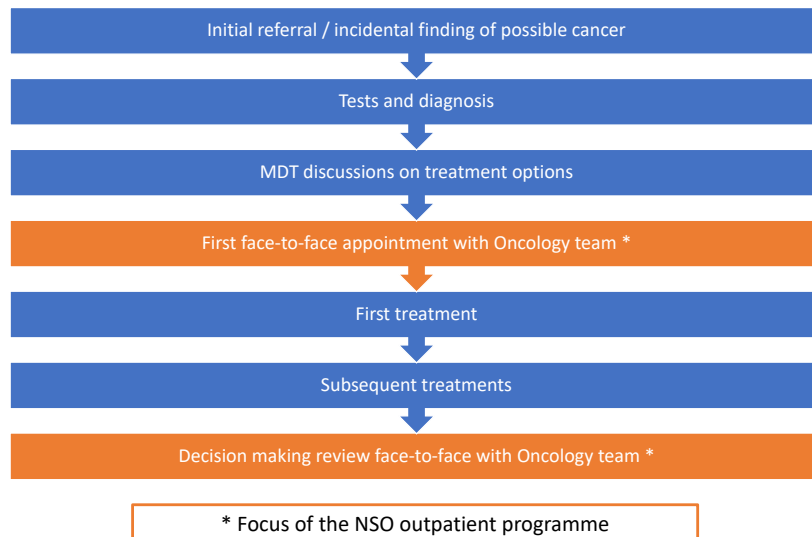 Initial referral / incidental finding of possible cancer
Tests and diagnosis
MDT discussions on treatment options
First face-to-face appointment with Oncology team *
First treatment
Subsequent treatments
Decision making review face-to-face with Oncology team *
* Focus of the NSO outpatient programme